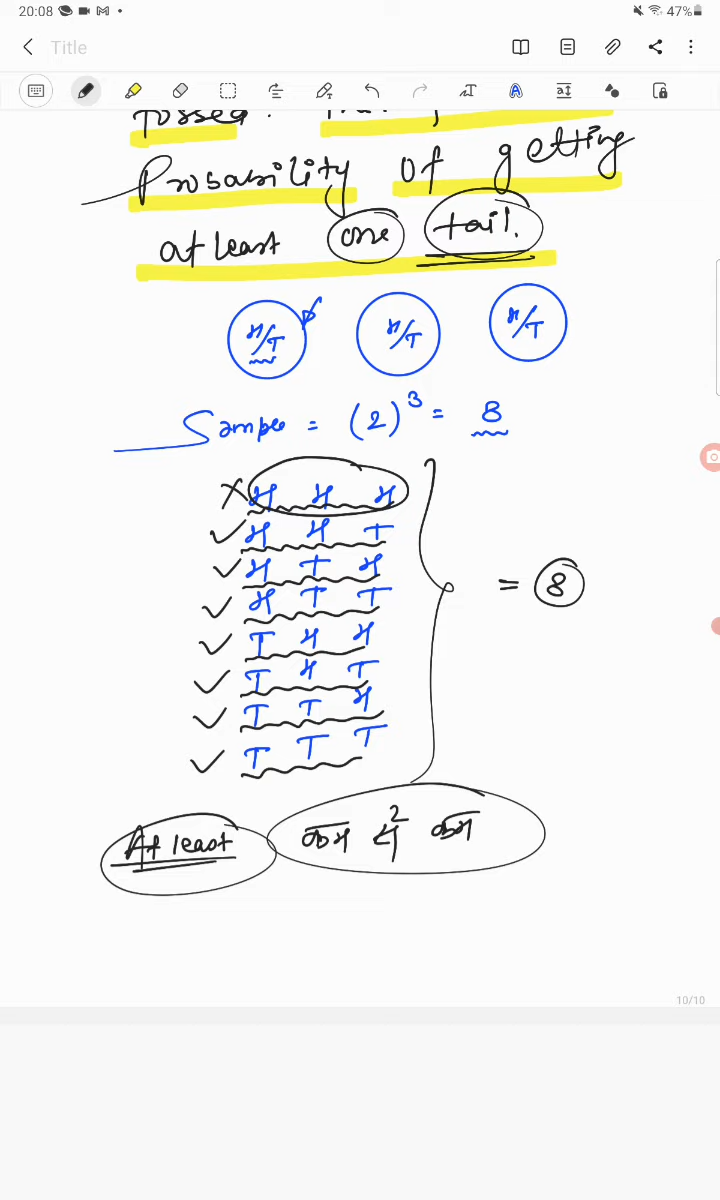 20:08
47%
Title
tossed.
Probability of getting
at least one tail.
H/T H/T H/T
Sample = (2)³ = 8
X H H H
✓ H H T
✓ H T H
✓ H T T = 8
✓ T H H
✓ T H T
✓ T T H
✓ T T T
At least कम से कम
10/10